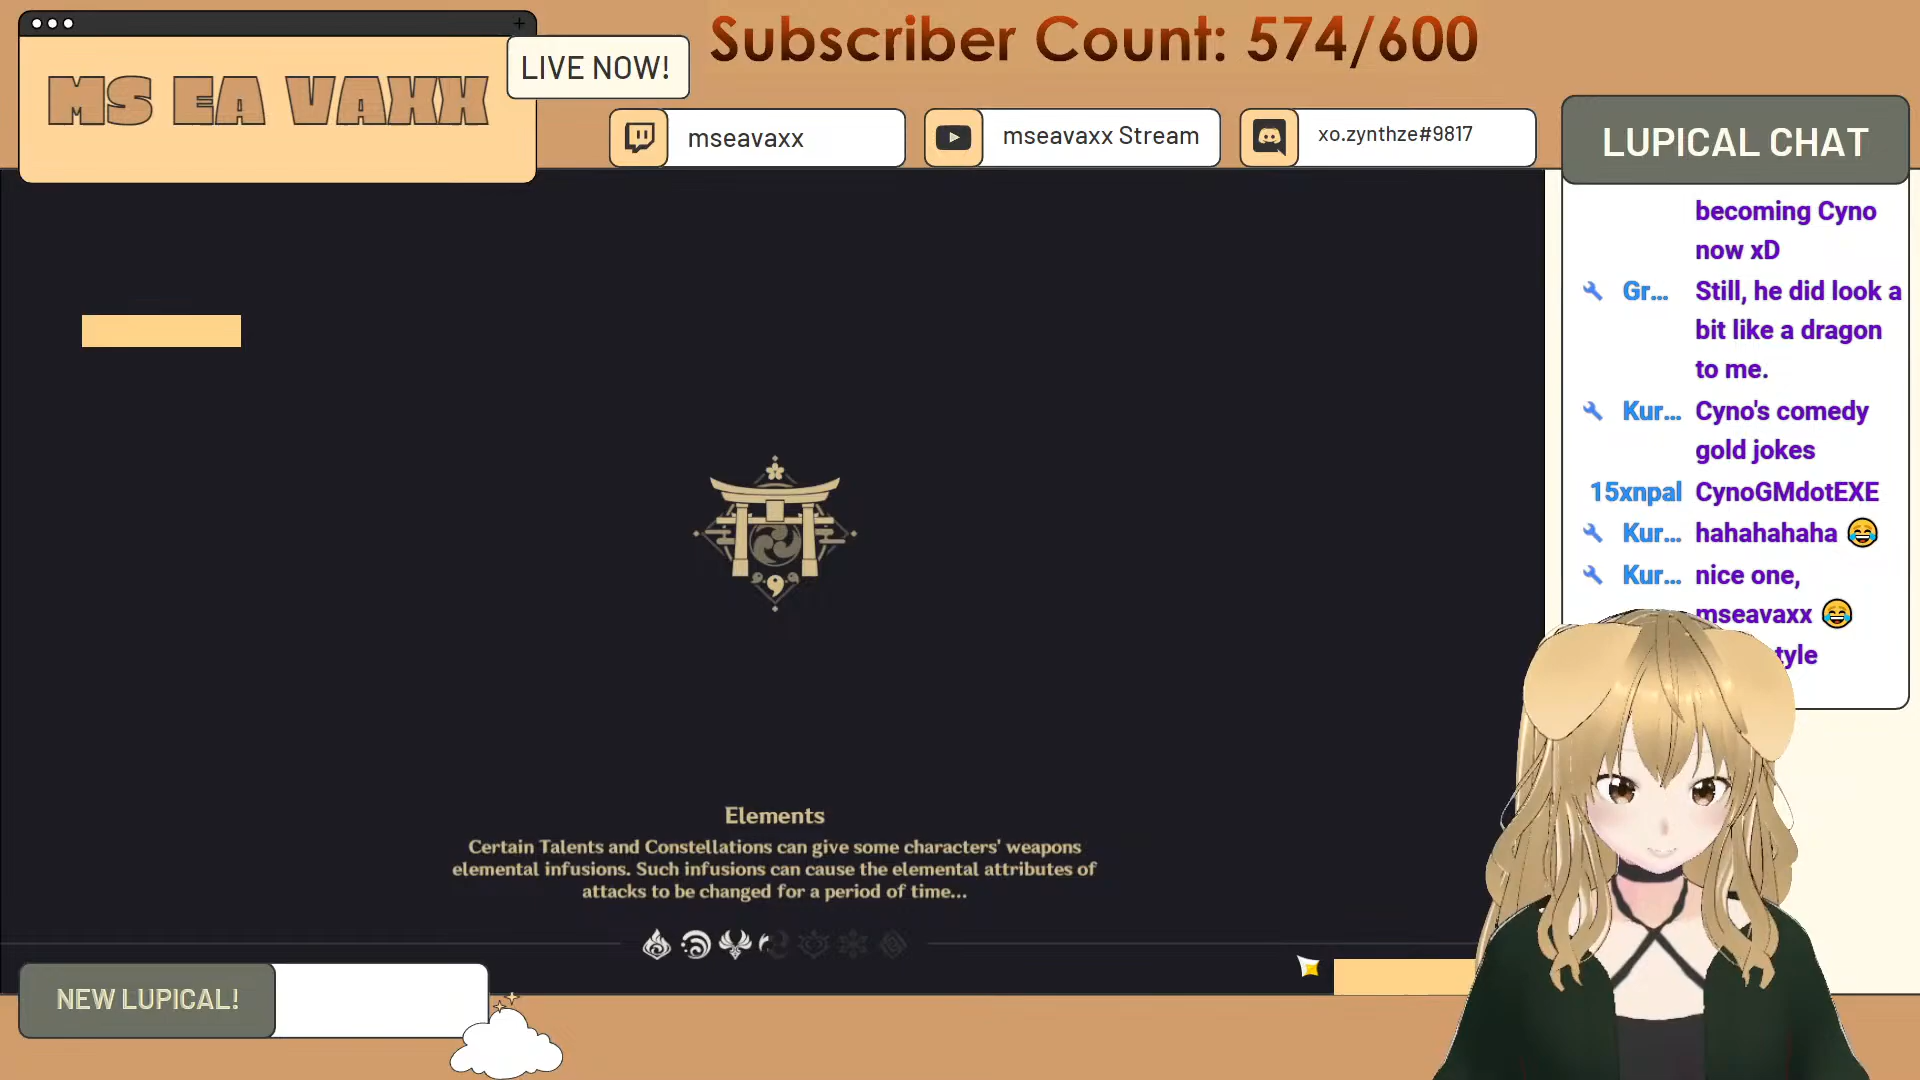 MS EA VAXX
LIVE NOW!
Subscriber Count: 574/600
mseavaxx
mseavaxx Stream
xo.zynthze#9817
LUPICAL CHAT
becoming Cyno
now xD
Gr... Still, he did look a
bit like a dragon
to me.
Kur... Cyno's comedy
gold jokes
15xnpal CynoGMdotEXE
Kur... hahahahaha 😂
Kur... nice one,
mseavaxx 😂
Elements
Certain Talents and Constellations can give some characters' weapons
elemental infusions. Such infusions can cause the elemental attributes of
attacks to be changed for a period of time...
NEW LUPICAL!